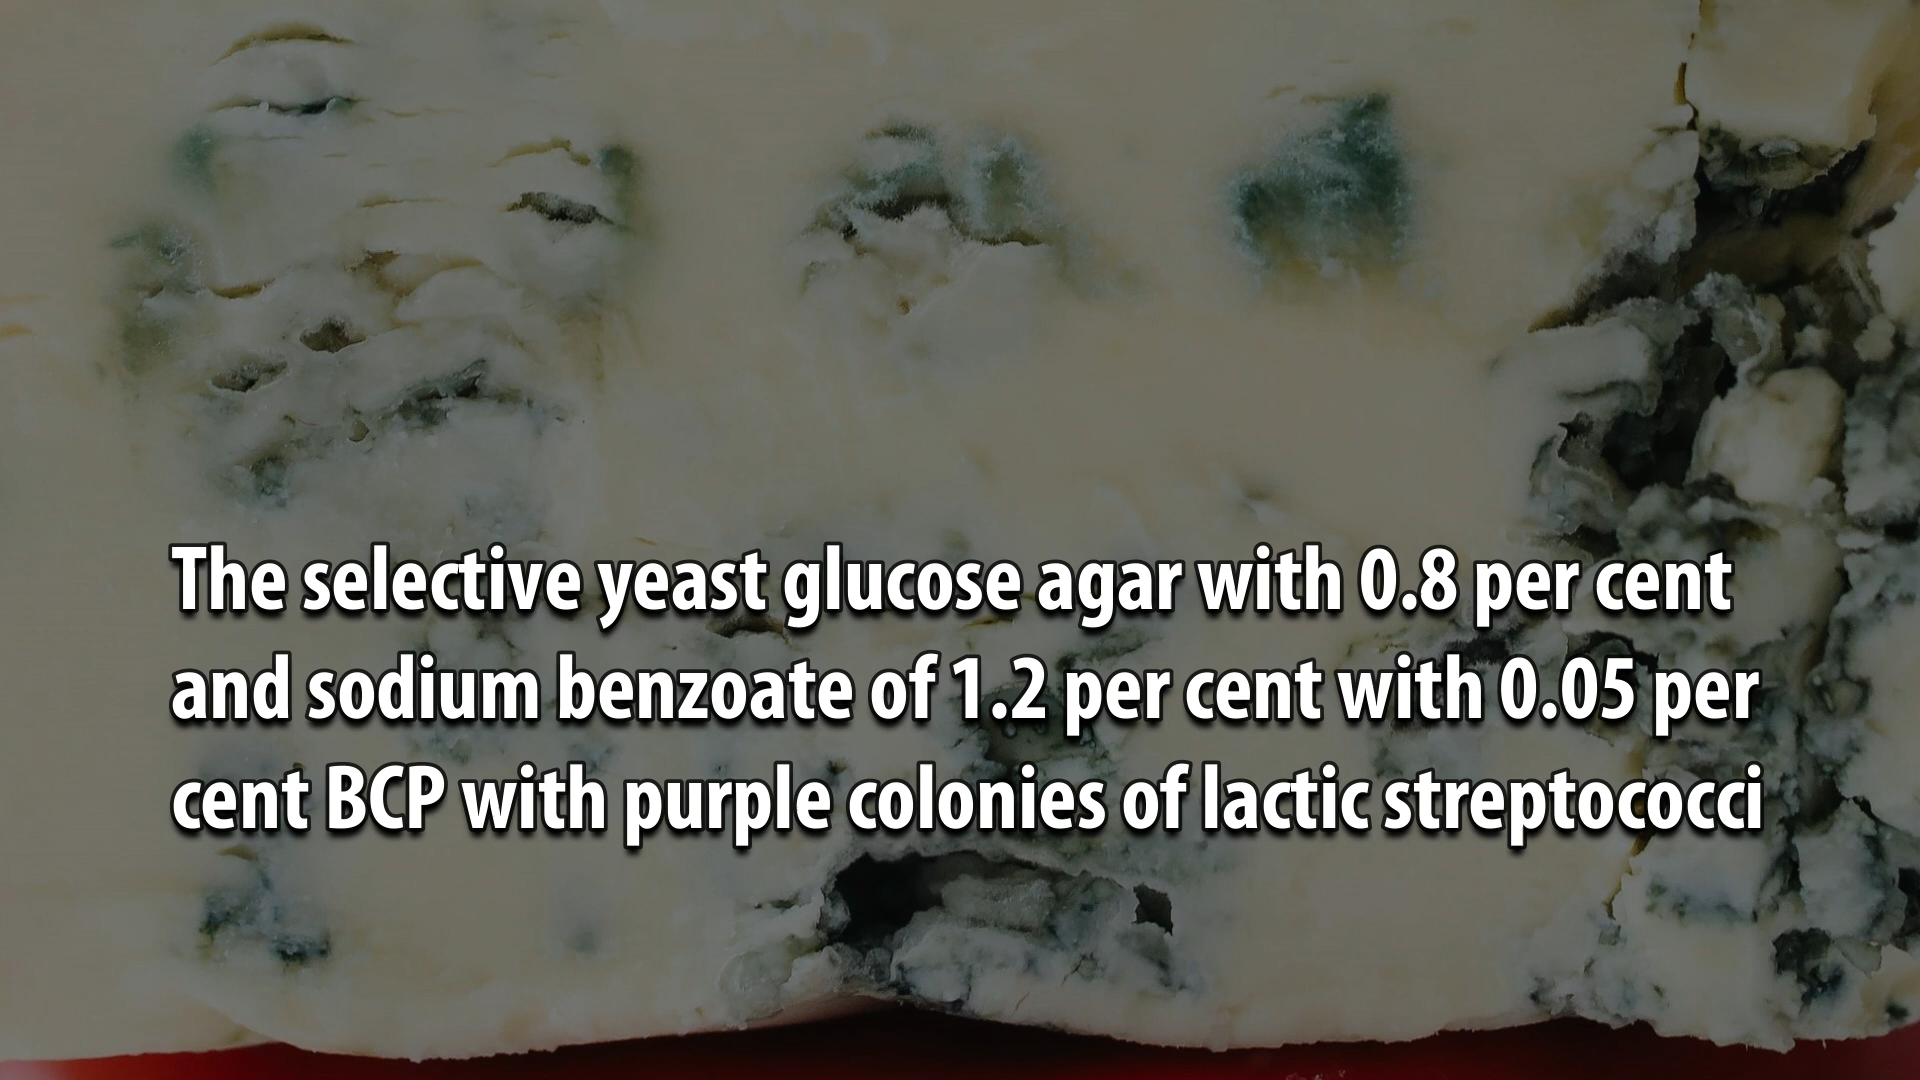 The selective yeast glucose agar with 0.8 per cent
and sodium benzoate of 1.2 per cent with 0.05 per
cent BCP with purple colonies of lactic streptococci